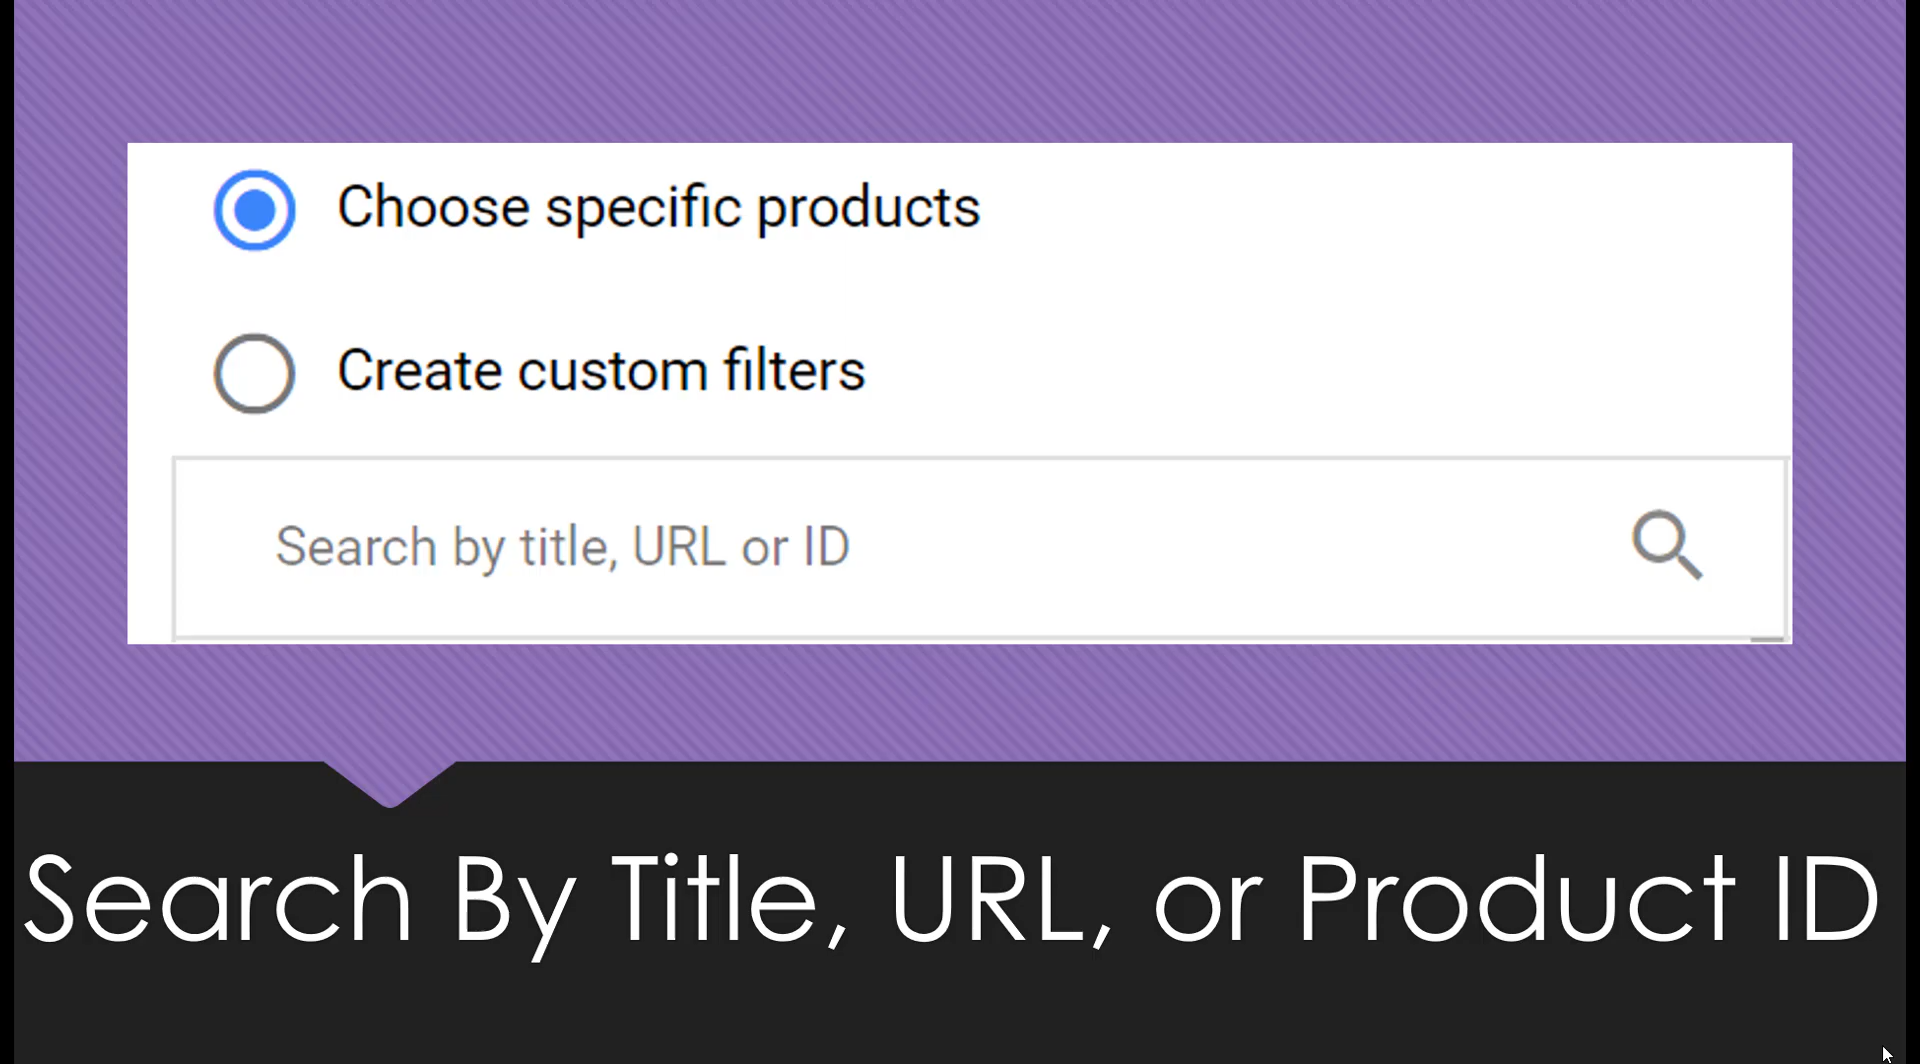 Choose specific products
Create custom filters
Search by title, URL or ID
Search By Title, URL, or Product ID